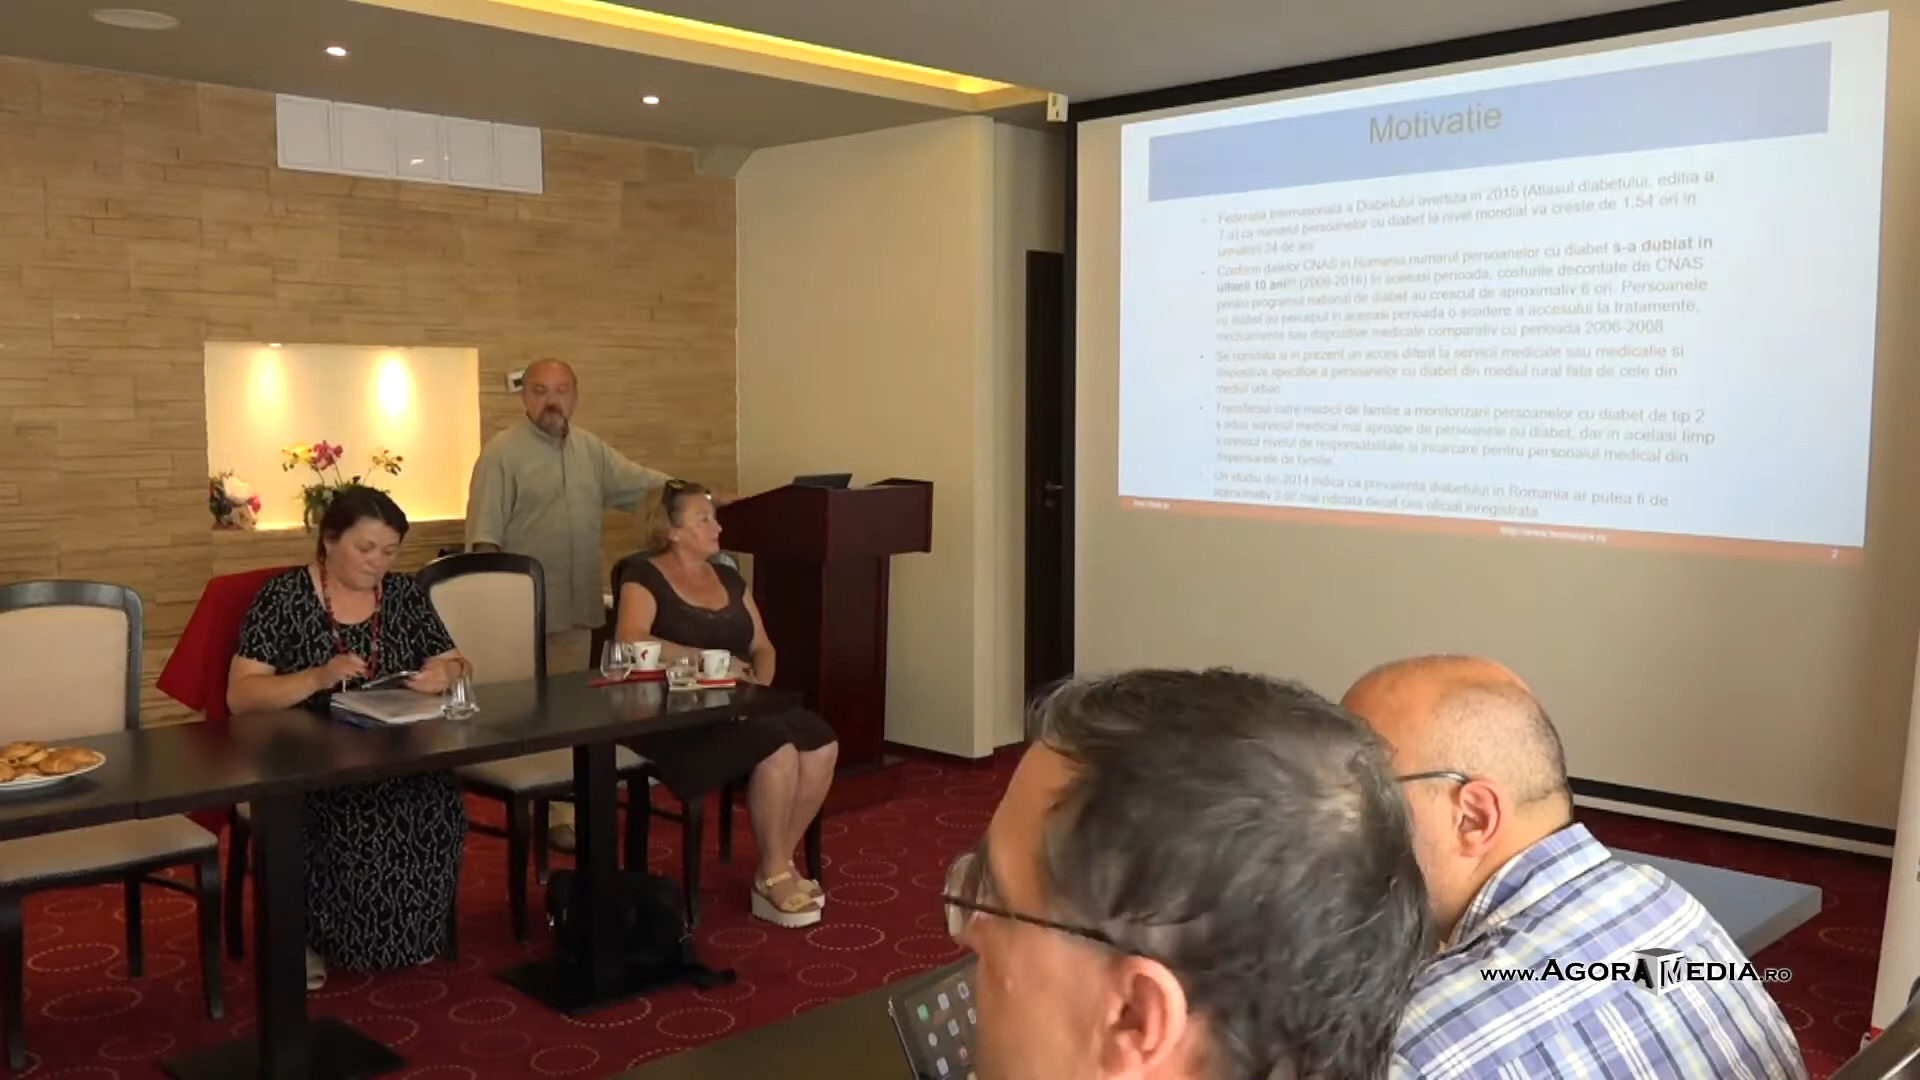 Motivatie
Federatia Internationala a Diabetului avertiza in 2015 (Atlasul diabetului, editia a
7-a) ca numarul persoanelor cu diabet la nivel mondial va creste de 1,54 ori in
urmatorii 24 de ani
Conform datelor CNAS in Romania numarul persoanelor cu diabet s-a dublat in
ultimii 10 ani!!! (2006-2016) In aceeasi perioada, costurile decontate de CNAS
pentru programul national de diabet au crescut de aproximativ 6 ori. Persoanele
cu diabet au perceput in aceeasi perioada o scadere a accesului la tratamente,
medicamente sau dispozitive medicale comparativ cu perioada 2006-2008
Se constata si in prezent un acces diferit la servicii medicale sau medicatie si
dispozitive specifice a persoanelor cu diabet din mediul rural fata de cele din
mediul urban
Transferul catre medicii de familie a monitorizarii persoanelor cu diabet de tip 2
a adus serviciul medical mai aproape de persoanele cu diabet, dar in acelasi timp
a crescut nivelul de responsabilitate si incarcare pentru personalul medical din
dispensarele de familie
Un studiu din 2014 indica ca prevalenta diabetului in Romania ar putea fi de
aproximativ 2 ori mai ridicata decat cea oficial inregistrata
2
www.AGORAMEDIA.RO